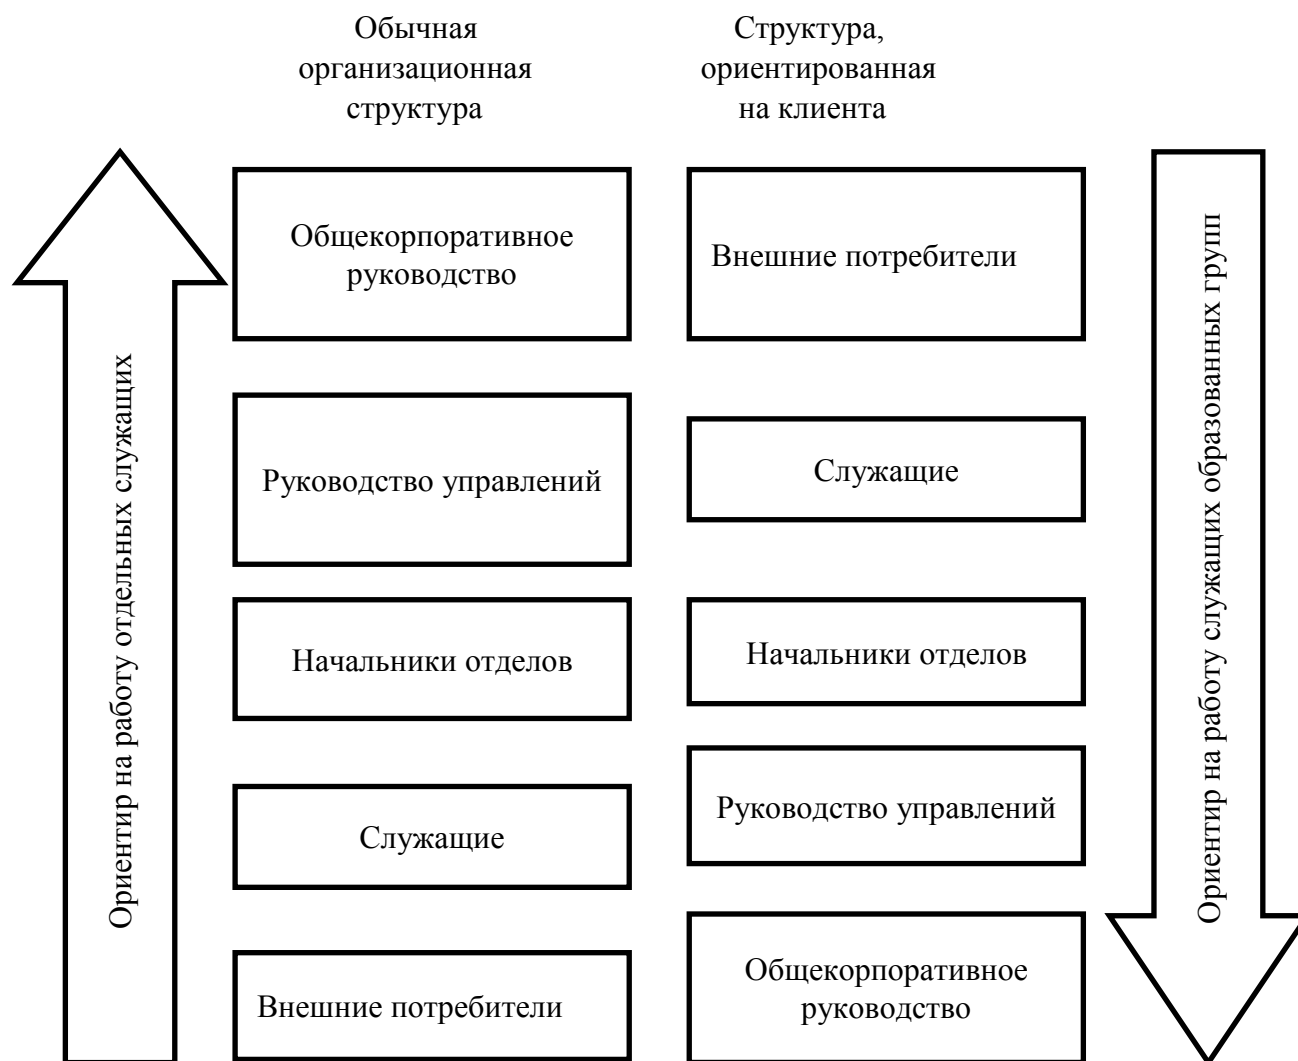 Обычная
организационная
структура
Структура,
ориентированная
на клиента
Ориентир на работу отдельных служащих
Общекорпоративное
руководство
Руководство управлений
Начальники отделов
Служащие
Внешние потребители
Внешние потребители
Служащие
Начальники отделов
Руководство управлений
Общекорпоративное
руководство
Ориентир на работу служащих образованных групп